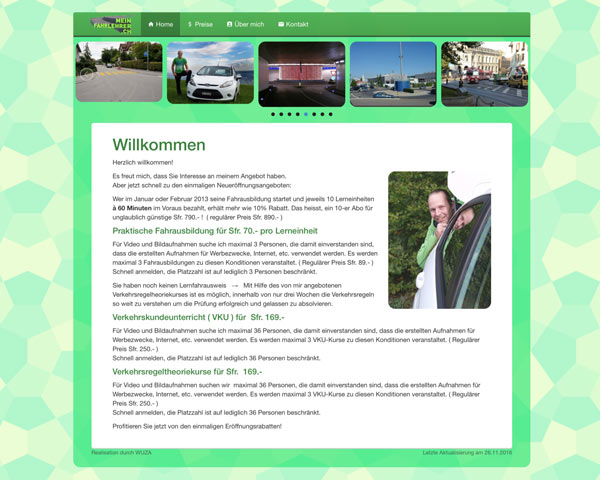 MEIN
FAHRLEHRER
.CH
Home
$ Preise
Über mich
Kontakt
Willkommen
Herzlich willkommen!
Es freut mich, dass Sie Interesse an meinem Angebot haben.
Aber jetzt schnell zu den einmaligen Neueröffnungsangeboten:
Wer im Januar oder Februar 2013 seine Fahrausbildung startet und jeweils 10 Lerneinheiten
à 60 Minuten im Voraus bezahlt, erhält mehr wie 10% Rabatt. Das heisst, ein 10-er Abo für
unglaublich günstige Sfr. 790.- ! ( regulärer Preis Sfr. 890.- )
Praktische Fahrausbildung für Sfr. 70.- pro Lerneinheit
Für Video und Bildaufnahmen suche ich maximal 3 Personen, die damit einverstanden sind,
dass die erstellten Aufnahmen für Werbezwecke, Internet, etc. verwendet werden. Es werden
maximal 3 Fahrausbildungen zu diesen Konditionen veranstaltet. ( Regulärer Preis Sfr. 89.- )
Schnell anmelden, die Platzzahl ist auf lediglich 3 Personen beschränkt.
Sie haben noch keinen Lernfahrausweis → Mit Hilfe des von mir angebotenen
Verkehrsregeltheoriekurses ist es möglich, innerhalb von nur drei Wochen die Verkehrsregeln
so weit zu verstehen um die Prüfung erfolgreich und gelassen zu absolvieren.
Verkehrskundeunterricht ( VKU ) für Sfr. 169.-
Für Video und Bildaufnahmen suche ich maximal 36 Personen, die damit einverstanden sind, dass die erstellten Aufnahmen für
Werbezwecke, Internet, etc. verwendet werden. Es werden maximal 3 VKU-Kurse zu diesen Konditionen veranstaltet. ( Regulärer
Preis Sfr. 250.- )
Schnell anmelden, die Platzzahl ist auf lediglich 36 Personen beschränkt.
Verkehrsregeltheoriekurse für Sfr. 169.-
Für Video und Bildaufnahmen suchen wir maximal 36 Personen, die damit einverstanden sind, dass die erstellten Aufnahmen für
Werbezwecke, Internet, etc. verwendet werden. Es werden maximal 3 VKU-Kurse zu diesen Konditionen veranstaltet. ( Regulärer
Preis Sfr. 250.- )
Schnell anmelden, die Platzzahl ist auf lediglich 36 Personen beschränkt.
Profitieren Sie jetzt von den einmaligen Eröffnungsrabatten!
Realisation durch WUZA
Letzte Aktualisierung am 26.11.2016